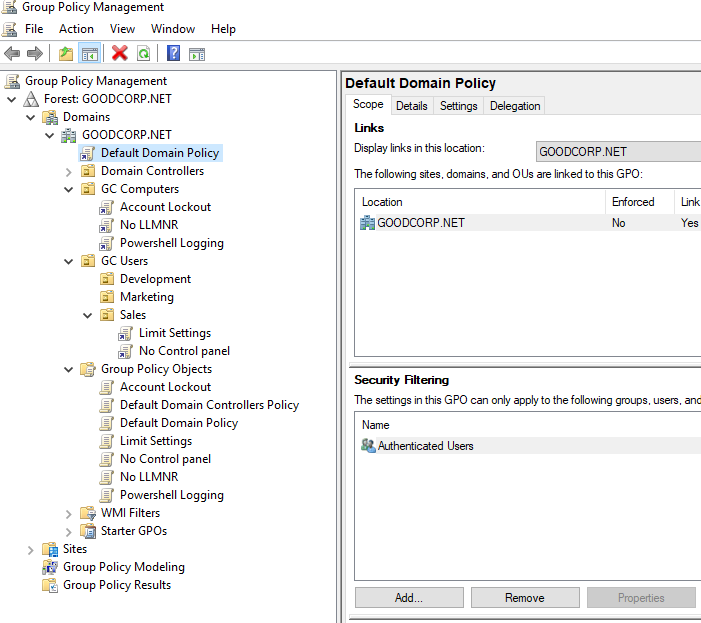 Group Policy Management
File Action View Window Help
Group Policy Management
Forest: GOODCORP.NET
Domains
GOODCORP.NET
Default Domain Policy
Domain Controllers
GC Computers
Account Lockout
No LLMNR
Powershell Logging
GC Users
Development
Marketing
Sales
Limit Settings
No Control panel
Group Policy Objects
Account Lockout
Default Domain Controllers Policy
Default Domain Policy
Limit Settings
No Control panel
No LLMNR
Powershell Logging
WMI Filters
Starter GPOs
Sites
Group Policy Modeling
Group Policy Results
Default Domain Policy
Scope Details Settings Delegation
Links
Display links in this location: GOODCORP.NET
The following sites, domains, and OUs are linked to this GPO:
Location Enforced Link
GOODCORP.NET No Yes
Security Filtering
The settings in this GPO can only apply to the following groups, users, and
Name
Authenticated Users
Add... Remove Properties